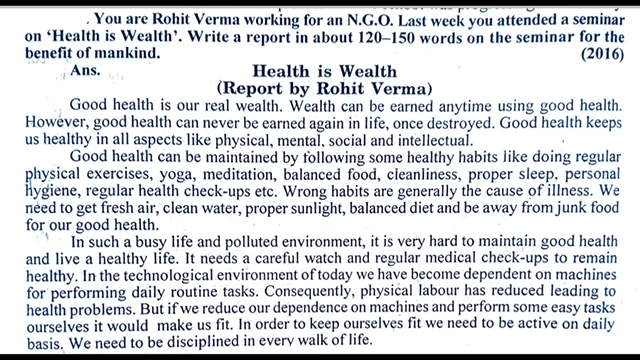 . You are Rohit Verma working for an N.G.O. Last week you attended a seminar
on ‘Health is Wealth’. Write a report in about 120–150 words on the seminar for the
benefit of mankind. (2016)
Ans. Health is Wealth
(Report by Rohit Verma)
Good health is our real wealth. Wealth can be earned anytime using good health.
However, good health can never be earned again in life, once destroyed. Good health keeps
us healthy in all aspects like physical, mental, social and intellectual.
Good health can be maintained by following some healthy habits like doing regular
physical exercises, yoga, meditation, balanced food, cleanliness, proper sleep, personal
hygiene, regular health check-ups etc. Wrong habits are generally the cause of illness. We
need to get fresh air, clean water, proper sunlight, balanced diet and be away from junk food
for our good health.
In such a busy life and polluted environment, it is very hard to maintain good health
and live a healthy life. It needs a careful watch and regular medical check-ups to remain
healthy. In the technological environment of today we have become dependent on machines
for performing daily routine tasks. Consequently, physical labour has reduced leading to
health problems. But if we reduce our dependence on machines and perform some easy tasks
ourselves it would make us fit. In order to keep ourselves fit we need to be active on daily
basis. We need to be disciplined in every walk of life.